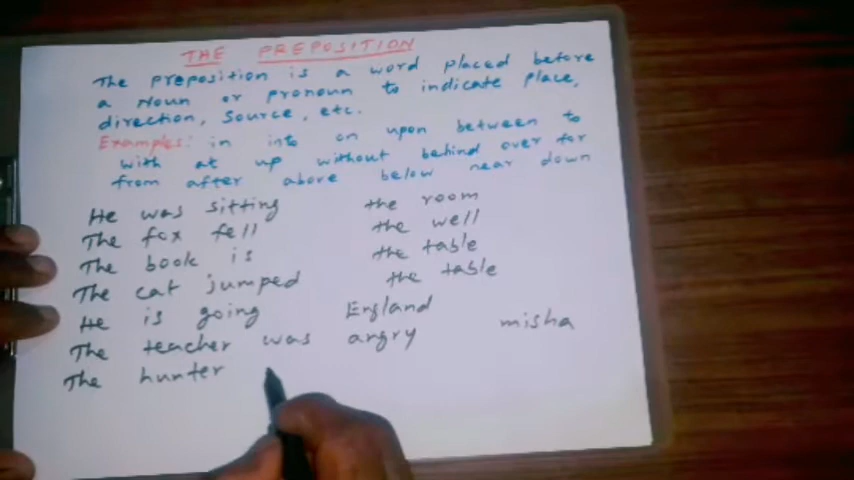 THE PREPOSITION
The preposition is a word placed before
a Noun or pronoun to indicate place,
direction, source, etc.
Examples: in into on upon between to
with at up without behind over for
from after above below near down
He was sitting the room
The fox fell the well
The book is the table
The cat jumped the table
He is going England
The teacher was angry misha
The hunter